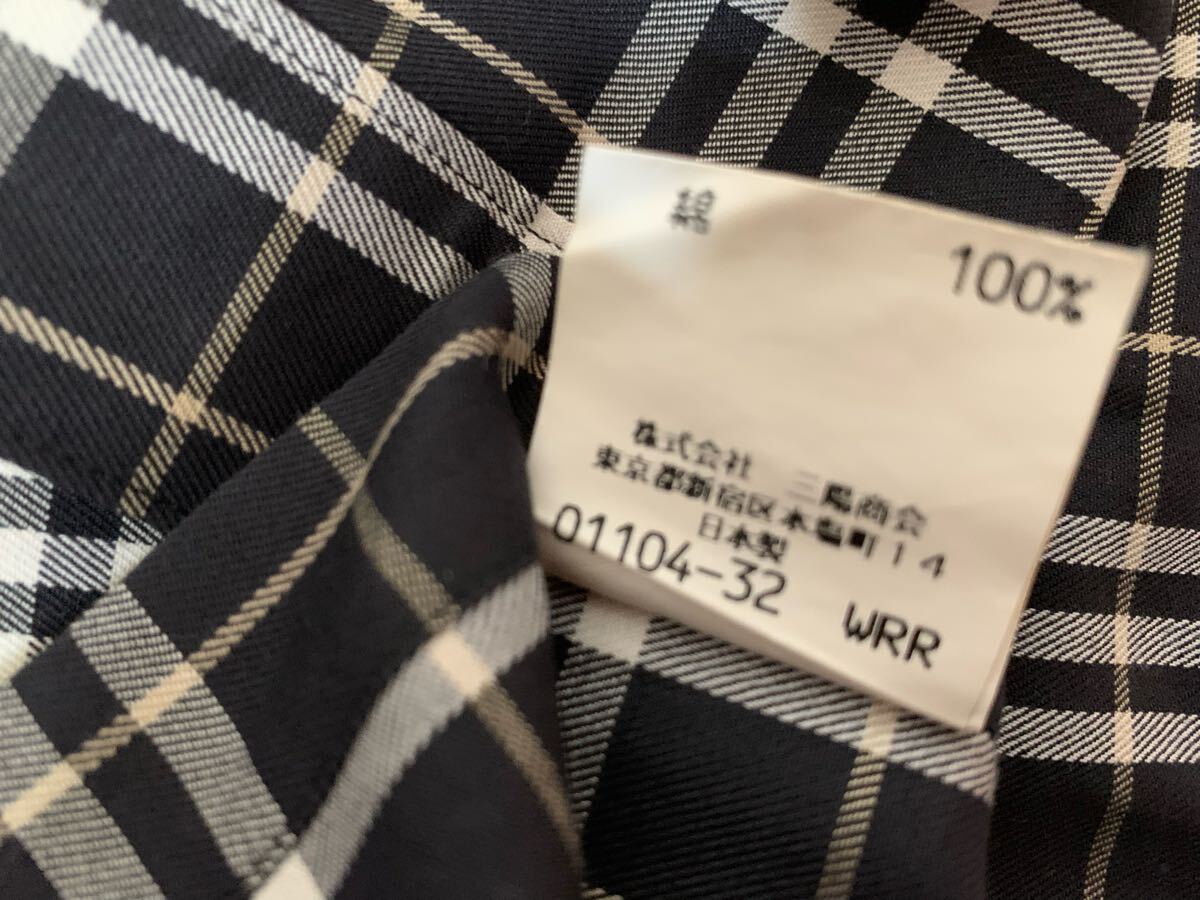 綿 100%
株式会社 三陽商会
東京都新宿区本塩町14
日本製
01104-32 WRR